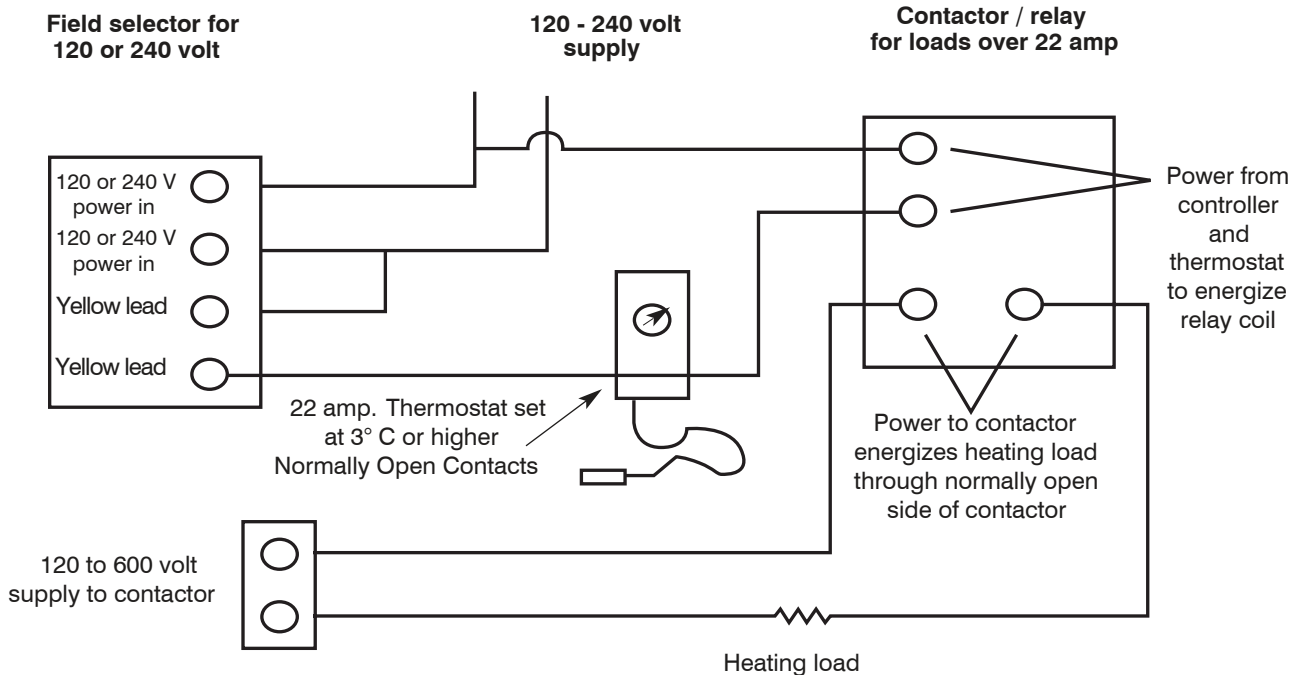 Field selector for
120 or 240 volt
120 - 240 volt
supply
Contactor / relay
for loads over 22 amp
120 or 240 V
power in
120 or 240 V
power in
Yellow lead
Yellow lead
Power from
controller
and
thermostat
to energize
relay coil
22 amp. Thermostat set
at 3° C or higher
Normally Open Contacts
Power to contactor
energizes heating load
through normally open
side of contactor
120 to 600 volt
supply to contactor
Heating load